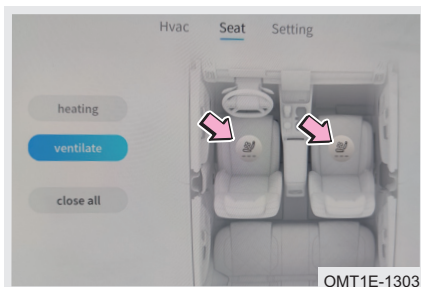 Hvac Seat Setting
heating
ventilate
close all
OMT1E-1303